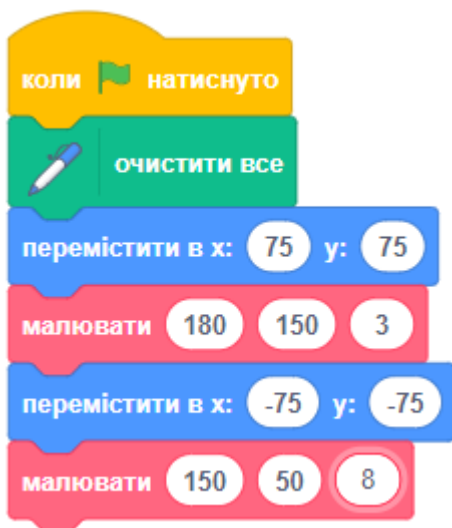 коли натиснуто
очистити все
перемістити в x: 75 y: 75
малювати 180 150 3
перемістити в x: -75 y: -75
малювати 150 50 8